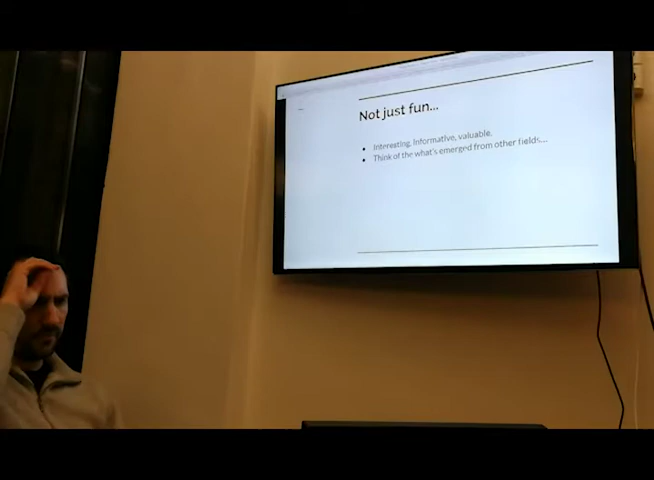 Not just fun...
Interesting. Informative, valuable.
Think of the what's emerged from other fields...